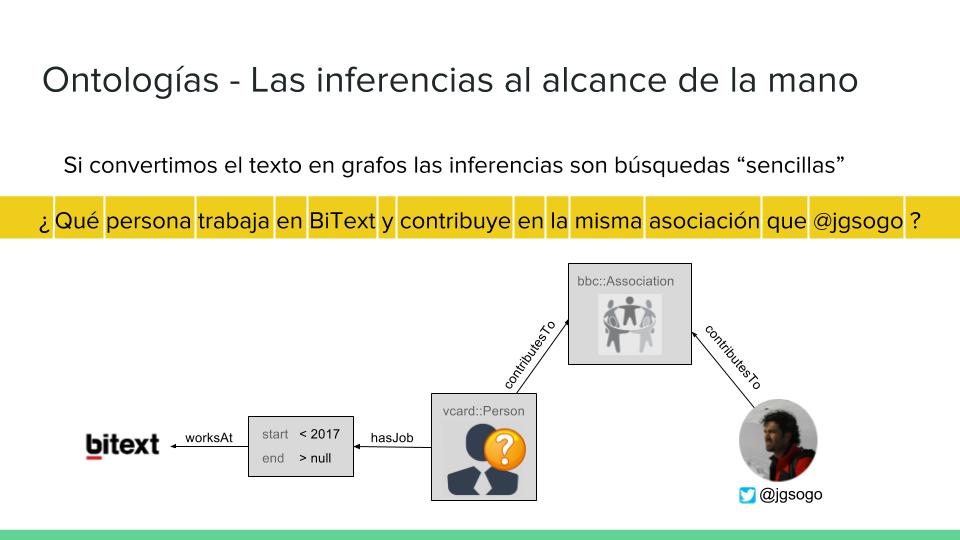 Ontologías - Las inferencias al alcance de la mano
Si convertimos el texto en grafos las inferencias son búsquedas “sencillas”
¿ Qué persona trabaja en BiText y contribuye en la misma asociación que @jgsogo ?
bbc::Association
contributesTo
contributesTo
vcard::Person
?
hasJob
start < 2017
end > null
worksAt
bitext
@jgsogo